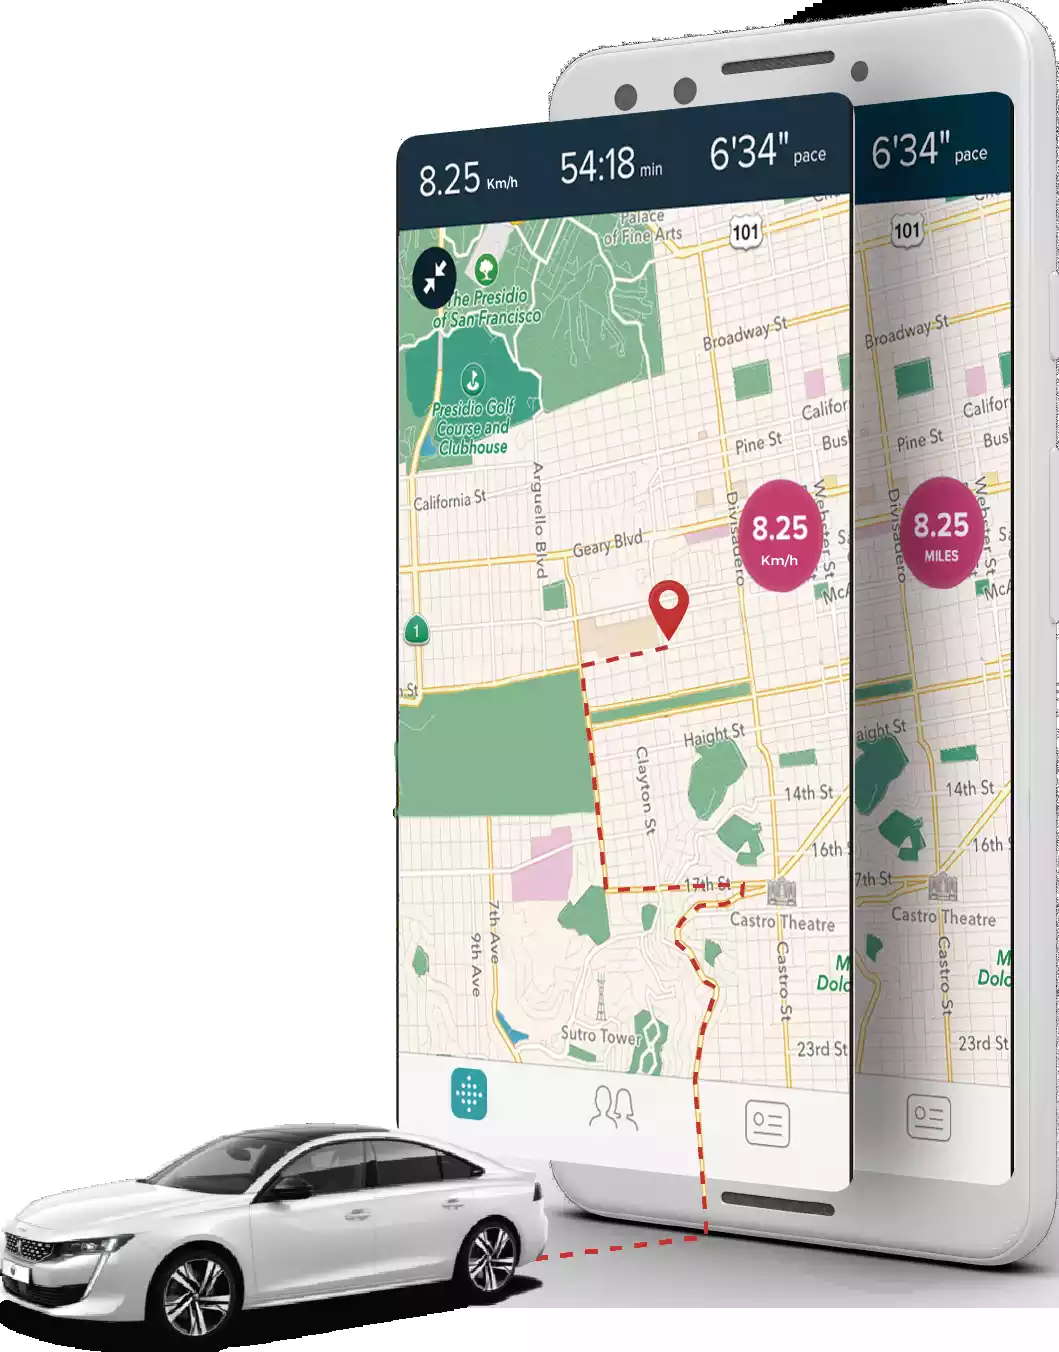 8.25 Km/h
54:18 min
6'34" pace
6'34" pace
Palace
of Fine Arts
101
101
The Presidio
of San Francisco
Broadway St
Broadway St
Presidio Golf
Course and
Clubhouse
Califor
Califor
Pine St
Bus
Pine St
Bus
California St
Arguello Blvd
Geary Blvd
Divisadero
Webster St
8.25
Km/h
Divisadero
Webster St
8.25
MILES
McA
McA
1
St
Haight St
aight St
Clayton St
14th St
14th St
16th
16th
17th St
7th St
Castro Theatre
Castro Theatre
7th Ave
9th Ave
Castro St
Castro St
M
Dolo
M
Dolo
Sutro Tower
23rd St
23rd St